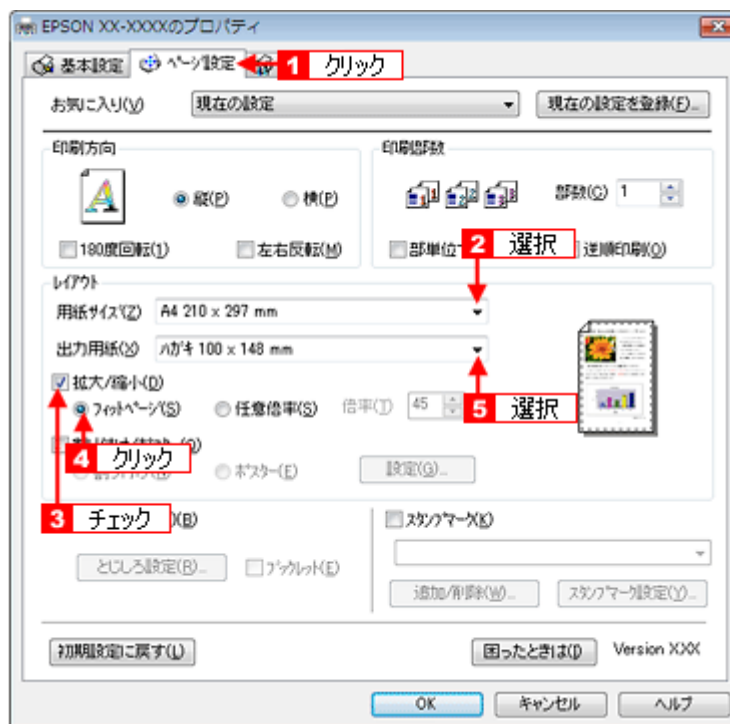 EPSON XX-XXXXのプロパティ
基本設定 ページ設定 1 クリック
お気に入り(V) 現在の設定 現在の設定を登録(F)...
印刷方向
縦(P) 横(P)
180度回転(1) 左右反転(M)
印刷部数
部数(C) 1
部単位 2 選択 逆順印刷(O)
レイアウト
用紙サイズ(Z) A4 210 x 297 mm
出力用紙(X) ハガキ 100 x 148 mm
拡大/縮小(D)
フィットページ(S) 任意倍率(S) 倍率(T) 45 5 選択
4 クリック
ポスター(E) 設定(G)...
3 チェック )(B)
とじしろ設定(R)... ブックレット(E)
スタンプマーク(K)
追加/削除(W)... スタンプマーク設定(Y)...
初期設定に戻す(L) 困ったときは(I) Version X.XX
OK キャンセル ヘルプ